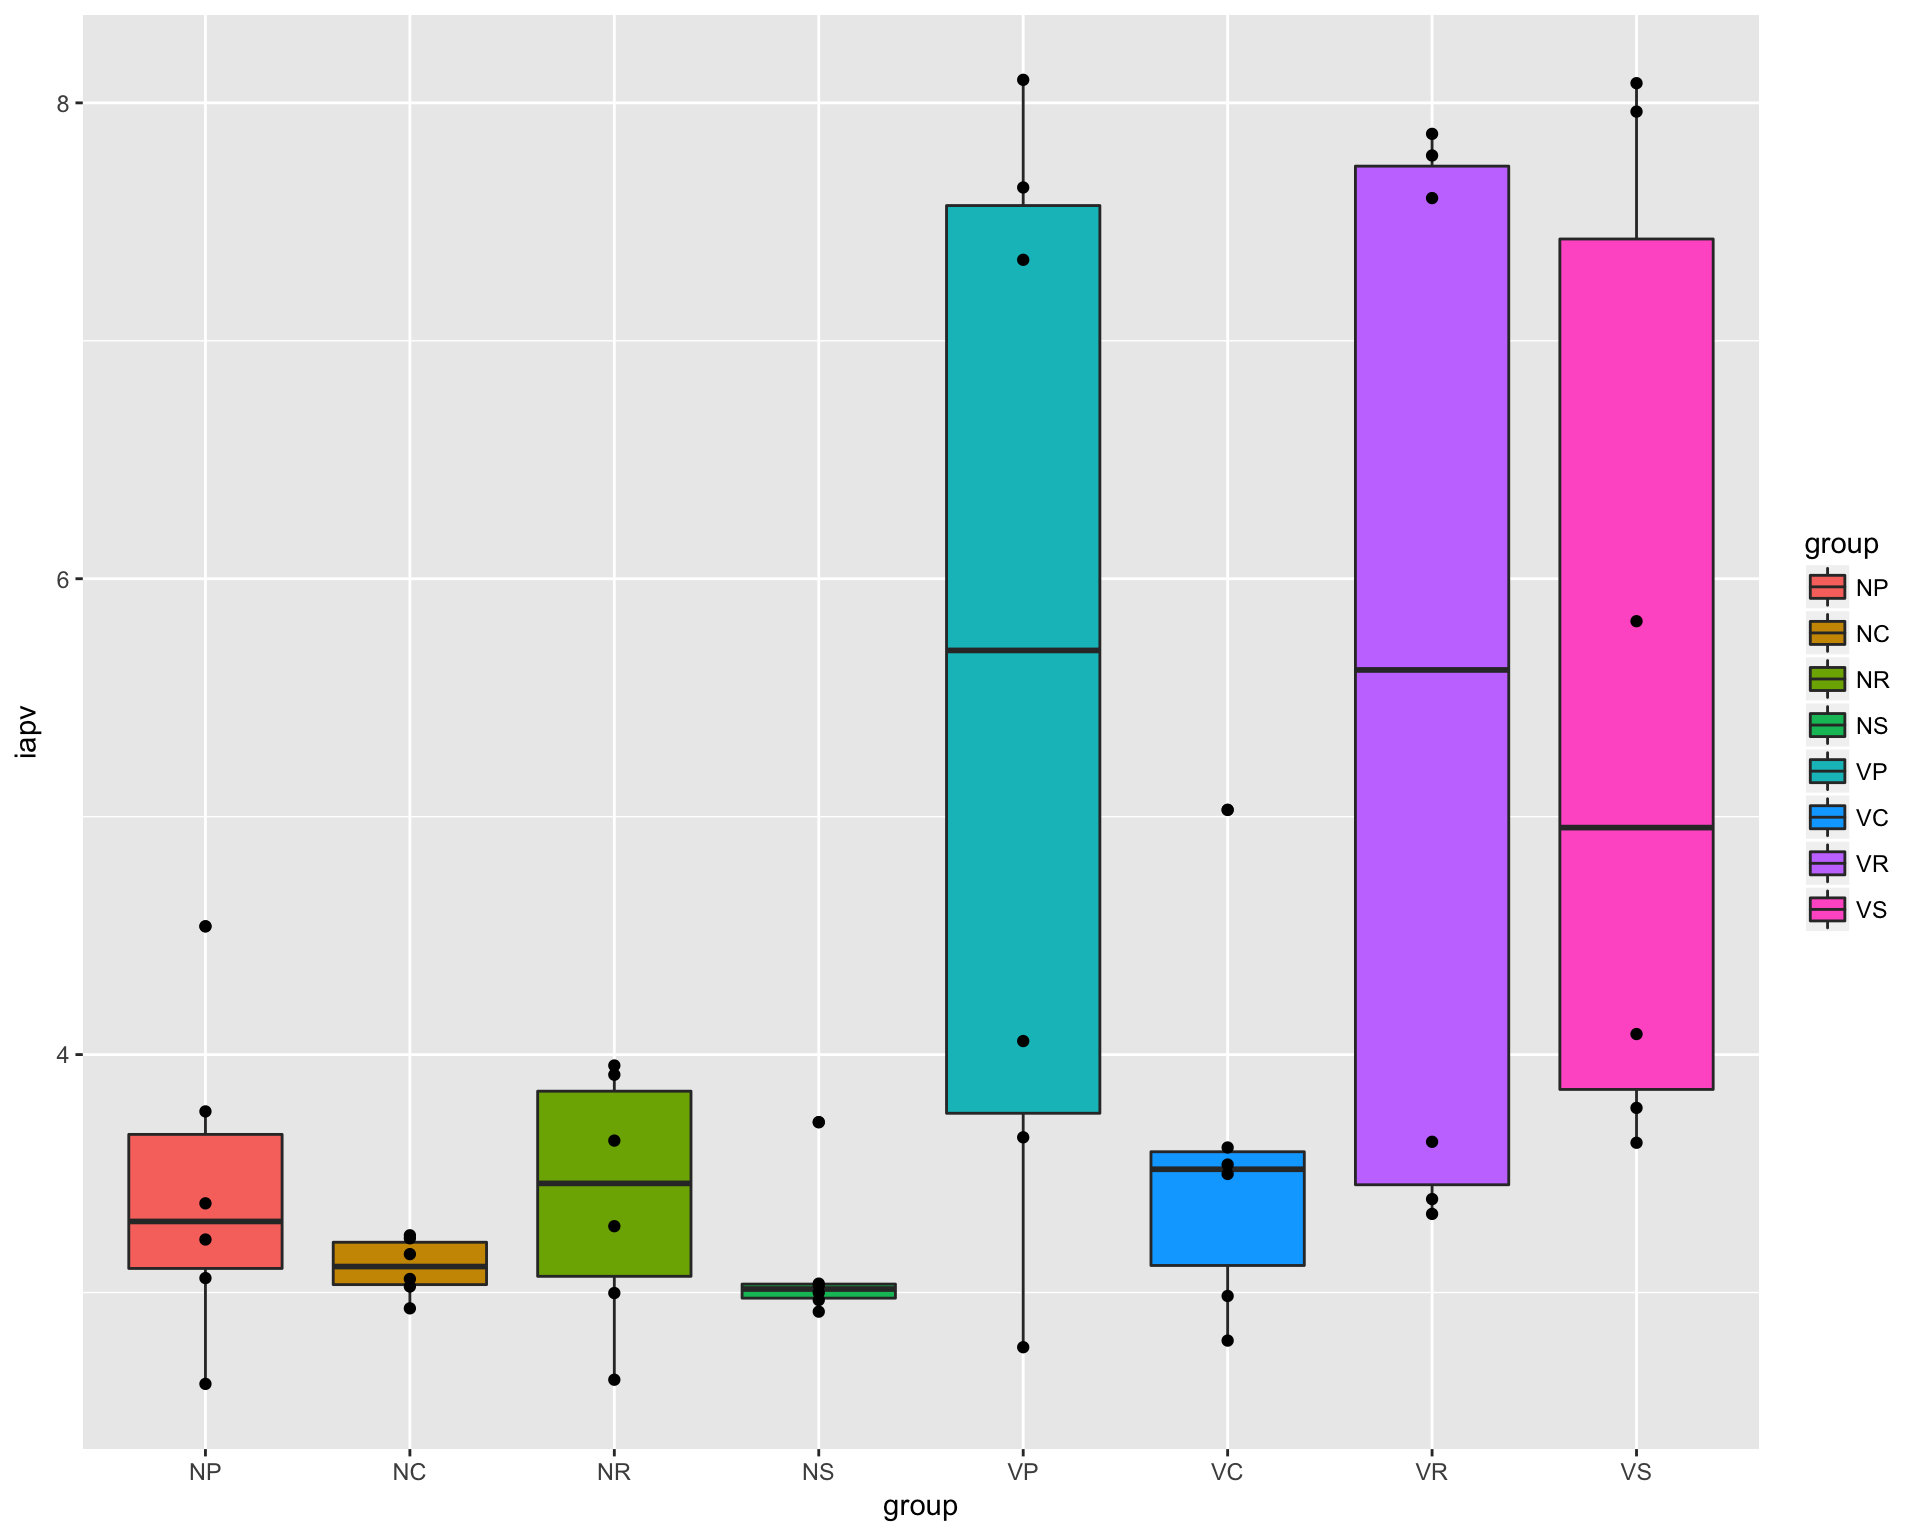 8
6
4
iapv
NP NC NR NS VP VC VR VS
group
group
NP
NC
NR
NS
VP
VC
VR
VS